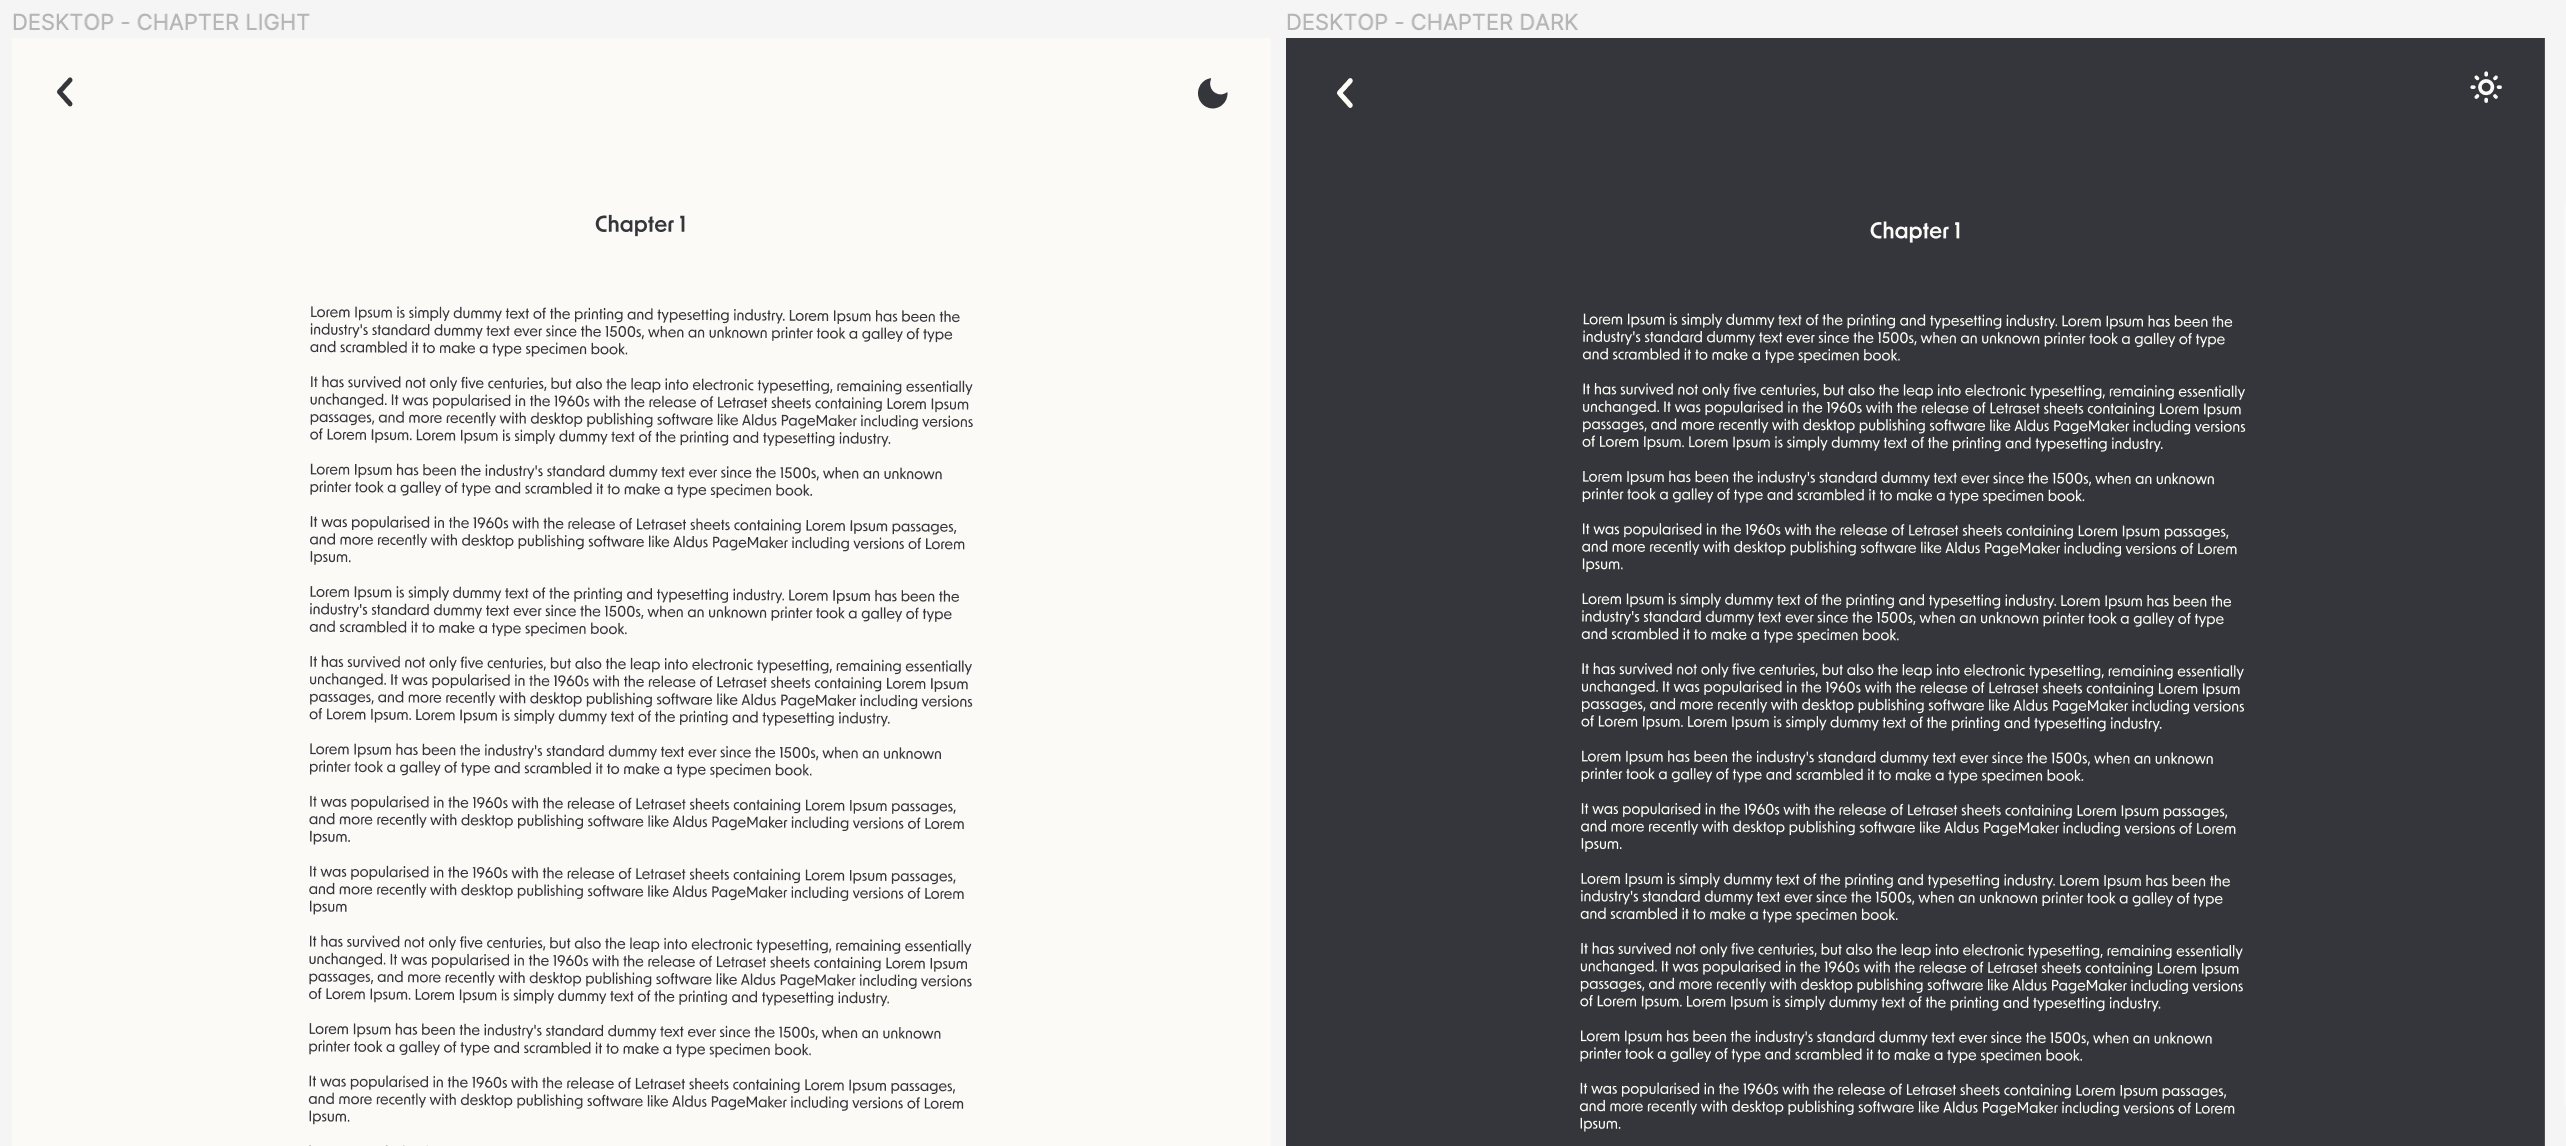 DESKTOP - CHAPTER LIGHT
Chapter 1
Lorem Ipsum is simply dummy text of the printing and typesetting industry. Lorem Ipsum has been the
industry's standard dummy text ever since the 1500s, when an unknown printer took a galley of type
and scrambled it to make a type specimen book.
It has survived not only five centuries, but also the leap into electronic typesetting, remaining essentially
unchanged. It was popularised in the 1960s with the release of Letraset sheets containing Lorem Ipsum
passages, and more recently with desktop publishing software like Aldus PageMaker including versions
of Lorem Ipsum. Lorem Ipsum is simply dummy text of the printing and typesetting industry.
Lorem Ipsum has been the industry's standard dummy text ever since the 1500s, when an unknown
printer took a galley of type and scrambled it to make a type specimen book.
It was popularised in the 1960s with the release of Letraset sheets containing Lorem Ipsum passages,
and more recently with desktop publishing software like Aldus PageMaker including versions of Lorem
Ipsum.
Lorem Ipsum is simply dummy text of the printing and typesetting industry. Lorem Ipsum has been the
industry's standard dummy text ever since the 1500s, when an unknown printer took a galley of type
and scrambled it to make a type specimen book.
It has survived not only five centuries, but also the leap into electronic typesetting, remaining essentially
unchanged. It was popularised in the 1960s with the release of Letraset sheets containing Lorem Ipsum
passages, and more recently with desktop publishing software like Aldus PageMaker including versions
of Lorem Ipsum. Lorem Ipsum is simply dummy text of the printing and typesetting industry.
Lorem Ipsum has been the industry's standard dummy text ever since the 1500s, when an unknown
printer took a galley of type and scrambled it to make a type specimen book.
It was popularised in the 1960s with the release of Letraset sheets containing Lorem Ipsum passages,
and more recently with desktop publishing software like Aldus PageMaker including versions of Lorem
Ipsum.
It was popularised in the 1960s with the release of Letraset sheets containing Lorem Ipsum passages,
and more recently with desktop publishing software like Aldus PageMaker including versions of Lorem
Ipsum
It has survived not only five centuries, but also the leap into electronic typesetting, remaining essentially
unchanged. It was popularised in the 1960s with the release of Letraset sheets containing Lorem Ipsum
passages, and more recently with desktop publishing software like Aldus PageMaker including versions
of Lorem Ipsum. Lorem Ipsum is simply dummy text of the printing and typesetting industry.
Lorem Ipsum has been the industry's standard dummy text ever since the 1500s, when an unknown
printer took a galley of type and scrambled it to make a type specimen book.
It was popularised in the 1960s with the release of Letraset sheets containing Lorem Ipsum passages,
and more recently with desktop publishing software like Aldus PageMaker including versions of Lorem
Ipsum.
DESKTOP - CHAPTER DARK
Chapter 1
Lorem Ipsum is simply dummy text of the printing and typesetting industry. Lorem Ipsum has been the
industry's standard dummy text ever since the 1500s, when an unknown printer took a galley of type
and scrambled it to make a type specimen book.
It has survived not only five centuries, but also the leap into electronic typesetting, remaining essentially
unchanged. It was popularised in the 1960s with the release of Letraset sheets containing Lorem Ipsum
passages, and more recently with desktop publishing software like Aldus PageMaker including versions
of Lorem Ipsum. Lorem Ipsum is simply dummy text of the printing and typesetting industry.
Lorem Ipsum has been the industry's standard dummy text ever since the 1500s, when an unknown
printer took a galley of type and scrambled it to make a type specimen book.
It was popularised in the 1960s with the release of Letraset sheets containing Lorem Ipsum passages,
and more recently with desktop publishing software like Aldus PageMaker including versions of Lorem
Ipsum.
Lorem Ipsum is simply dummy text of the printing and typesetting industry. Lorem Ipsum has been the
industry's standard dummy text ever since the 1500s, when an unknown printer took a galley of type
and scrambled it to make a type specimen book.
It has survived not only five centuries, but also the leap into electronic typesetting, remaining essentially
unchanged. It was popularised in the 1960s with the release of Letraset sheets containing Lorem Ipsum
passages, and more recently with desktop publishing software like Aldus PageMaker including versions
of Lorem Ipsum. Lorem Ipsum is simply dummy text of the printing and typesetting industry.
Lorem Ipsum has been the industry's standard dummy text ever since the 1500s, when an unknown
printer took a galley of type and scrambled it to make a type specimen book.
It was popularised in the 1960s with the release of Letraset sheets containing Lorem Ipsum passages,
and more recently with desktop publishing software like Aldus PageMaker including versions of Lorem
Ipsum.
Lorem Ipsum is simply dummy text of the printing and typesetting industry. Lorem Ipsum has been the
industry's standard dummy text ever since the 1500s, when an unknown printer took a galley of type
and scrambled it to make a type specimen book.
It has survived not only five centuries, but also the leap into electronic typesetting, remaining essentially
unchanged. It was popularised in the 1960s with the release of Letraset sheets containing Lorem Ipsum
passages, and more recently with desktop publishing software like Aldus PageMaker including versions
of Lorem Ipsum. Lorem Ipsum is simply dummy text of the printing and typesetting industry.
Lorem Ipsum has been the industry's standard dummy text ever since the 1500s, when an unknown
printer took a galley of type and scrambled it to make a type specimen book.
It was popularised in the 1960s with the release of Letraset sheets containing Lorem Ipsum passages,
and more recently with desktop publishing software like Aldus PageMaker including versions of Lorem
Ipsum.